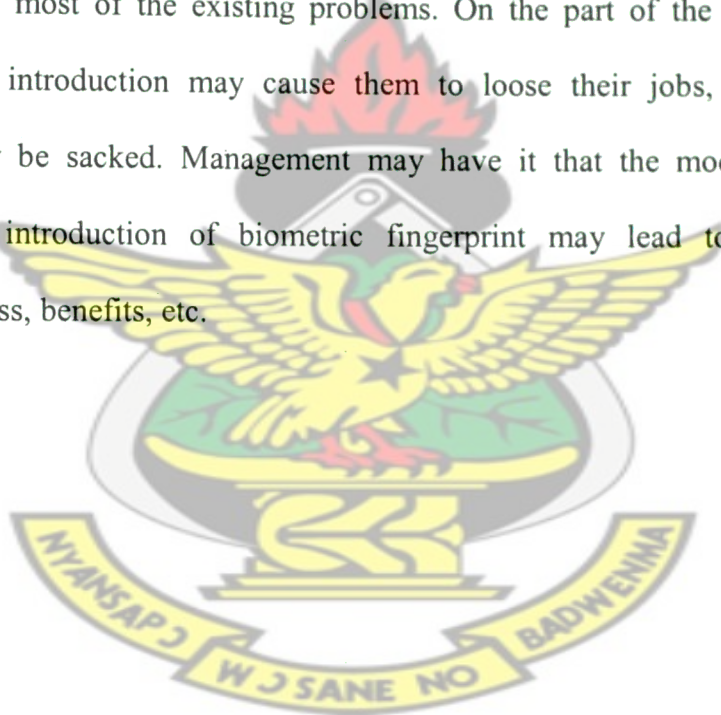 most of the existing problems. On the part of the
introduction may cause them to loose their jobs,
be sacked. Management may have it that the
introduction of biometric fingerprint may lead to
ss, benefits, etc.
NYANSAPƆ
WƆSANE NO
BADWENMA